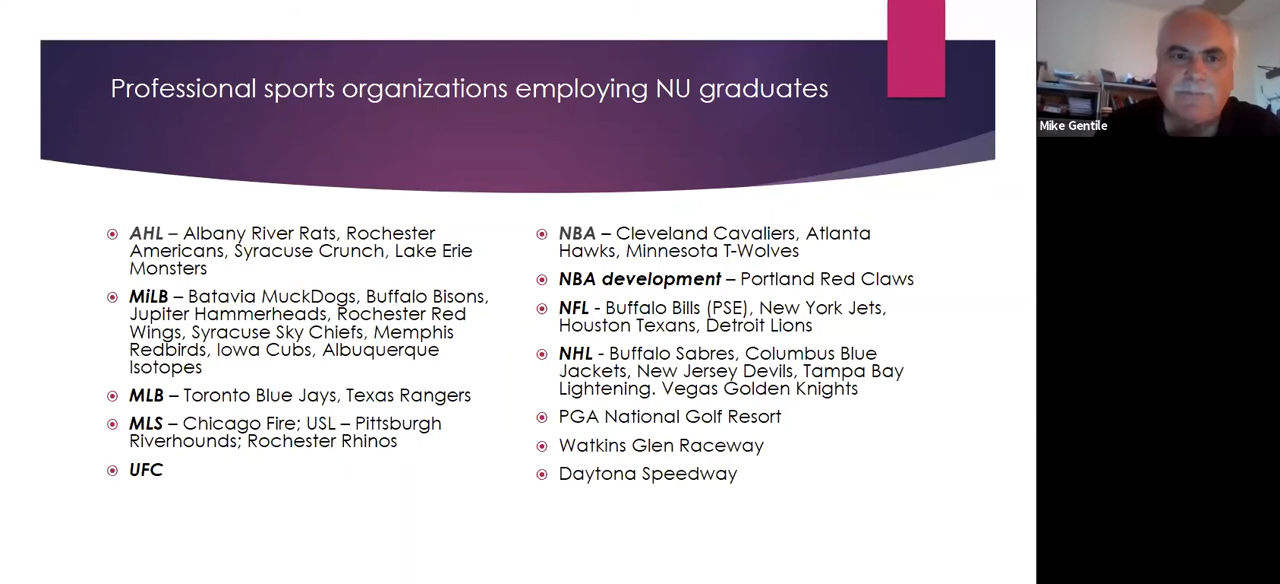 Professional sports organizations employing NU graduates
AHL – Albany River Rats, Rochester
Americans, Syracuse Crunch, Lake Erie
Monsters
MiLB – Batavia MuckDogs, Buffalo Bisons,
Jupiter Hammerheads, Rochester Red
Wings, Syracuse Sky Chiefs, Memphis
Redbirds, Iowa Cubs, Albuquerque
Isotopes
MLB – Toronto Blue Jays, Texas Rangers
MLS – Chicago Fire; USL – Pittsburgh
Riverhounds; Rochester Rhinos
UFC
NBA – Cleveland Cavaliers, Atlanta
Hawks, Minnesota T-Wolves
NBA development – Portland Red Claws
NFL - Buffalo Bills (PSE), New York Jets,
Houston Texans, Detroit Lions
NHL - Buffalo Sabres, Columbus Blue
Jackets, New Jersey Devils, Tampa Bay
Lightening. Vegas Golden Knights
PGA National Golf Resort
Watkins Glen Raceway
Daytona Speedway
Mike Gentile